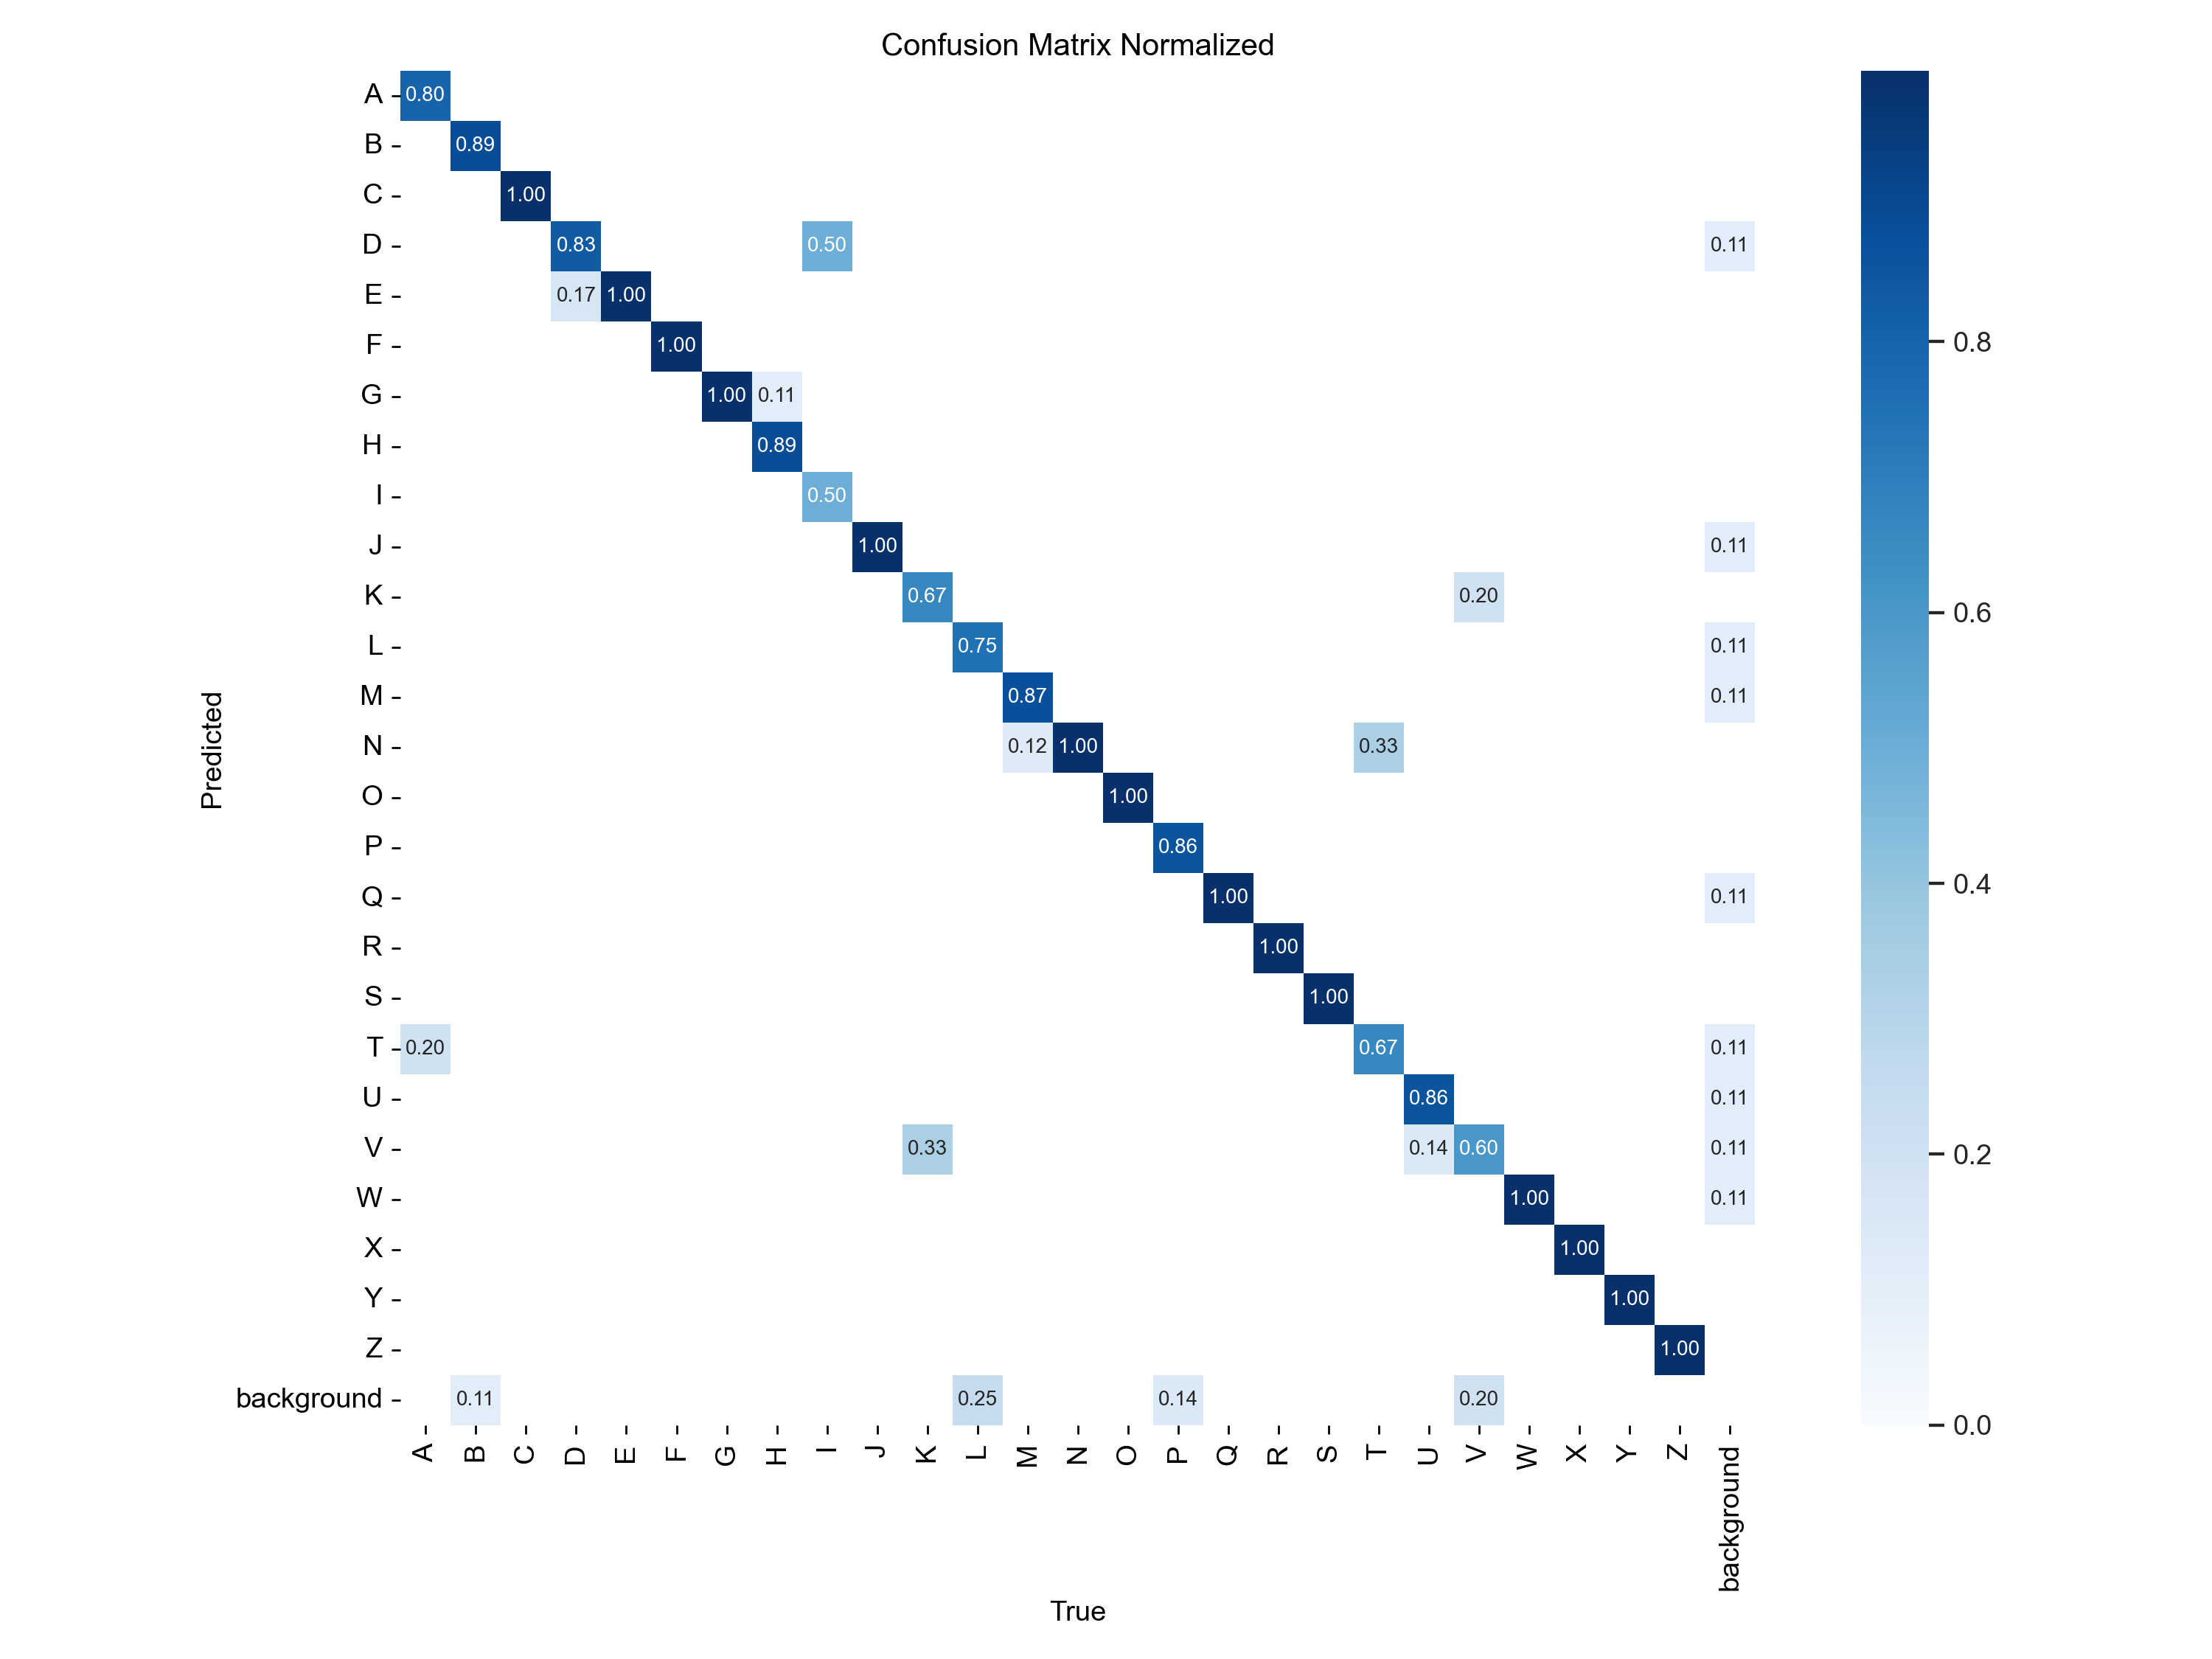 Confusion Matrix Normalized
A 0.80
B 0.89
C 1.00
D 0.83 0.50 0.11
E 0.17 1.00
F 1.00
G 1.00 0.11
H 0.89
I 0.50
J 1.00 0.11
K 0.67 0.20
L 0.75 0.11
M 0.87 0.11
N 0.12 1.00 0.33
O 1.00
P 0.86
Q 1.00 0.11
R 1.00
S 1.00
T 0.20 0.67 0.11
U 0.86 0.11
V 0.33 0.14 0.60 0.11
W 1.00 0.11
X 1.00
Y 1.00
Z 1.00
background 0.11 0.25 0.14 0.20
A B C D E F G H I J K L M N O P Q R S T U V W X Y Z background
True
Predicted
0.8
0.6
0.4
0.2
0.0